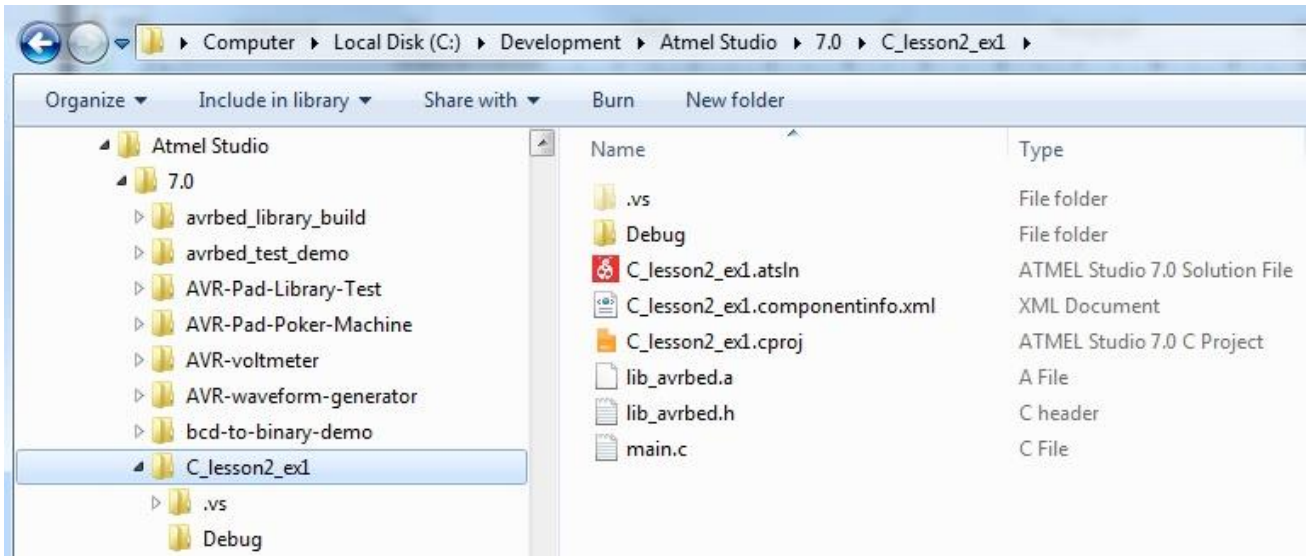 Computer Local Disk (C:) Development Atmel Studio 7.0 C_lesson2_ex1
Organize Include in library Share with Burn New folder
Atmel Studio
7.0
avrbed_library_build
avrbed_test_demo
AVR-Pad-Library-Test
AVR-Pad-Poker-Machine
AVR-voltmeter
AVR-waveform-generator
bcd-to-binary-demo
C_lesson2_ex1
.vs
Debug
Name Type
.vs File folder
Debug File folder
C_lesson2_ex1.atsln ATMEL Studio 7.0 Solution File
C_lesson2_ex1.componentinfo.xml XML Document
C_lesson2_ex1.cproj ATMEL Studio 7.0 C Project
lib_avrbed.a A File
lib_avrbed.h C header
main.c C File